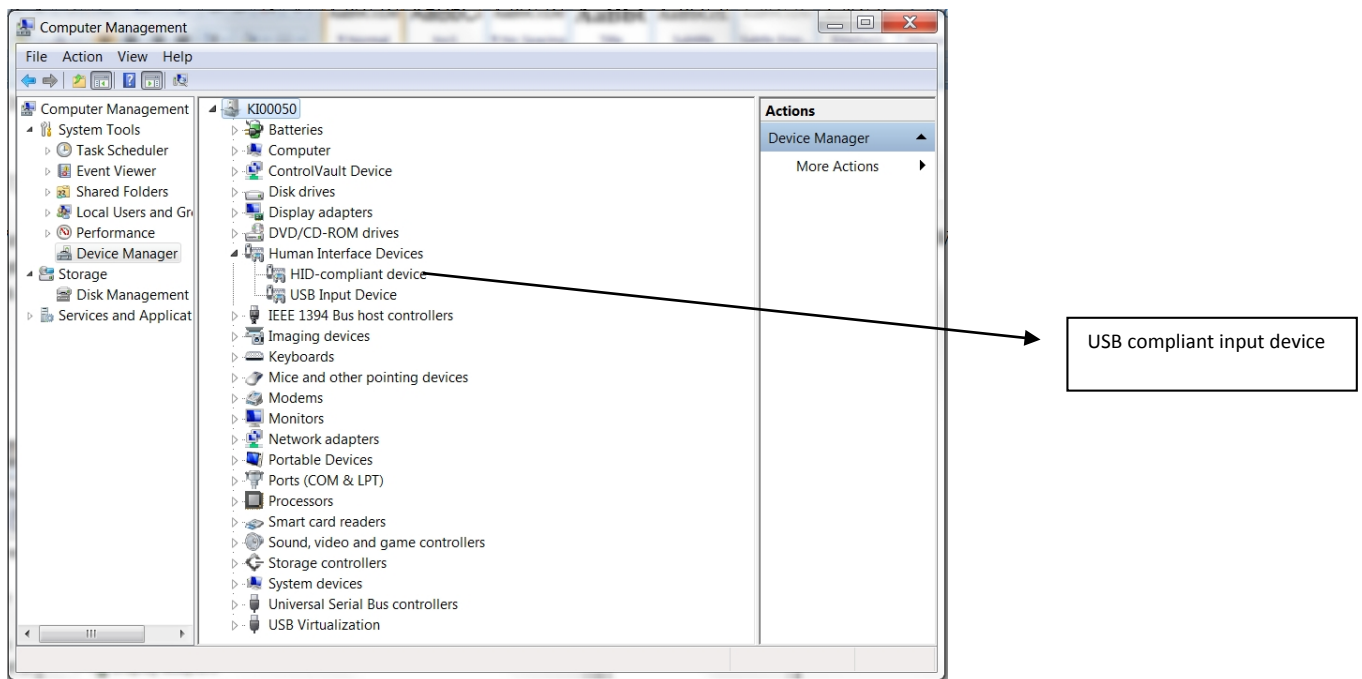 Computer Management
File Action View Help
Computer Management
System Tools
Task Scheduler
Event Viewer
Shared Folders
Local Users and Gr
Performance
Device Manager
Storage
Disk Management
Services and Applicat
KI00050
Batteries
Computer
ControlVault Device
Disk drives
Display adapters
DVD/CD-ROM drives
Human Interface Devices
HID-compliant device
USB Input Device
IEEE 1394 Bus host controllers
Imaging devices
Keyboards
Mice and other pointing devices
Modems
Monitors
Network adapters
Portable Devices
Ports (COM & LPT)
Processors
Smart card readers
Sound, video and game controllers
Storage controllers
System devices
Universal Serial Bus controllers
USB Virtualization
Actions
Device Manager
More Actions
USB compliant input device